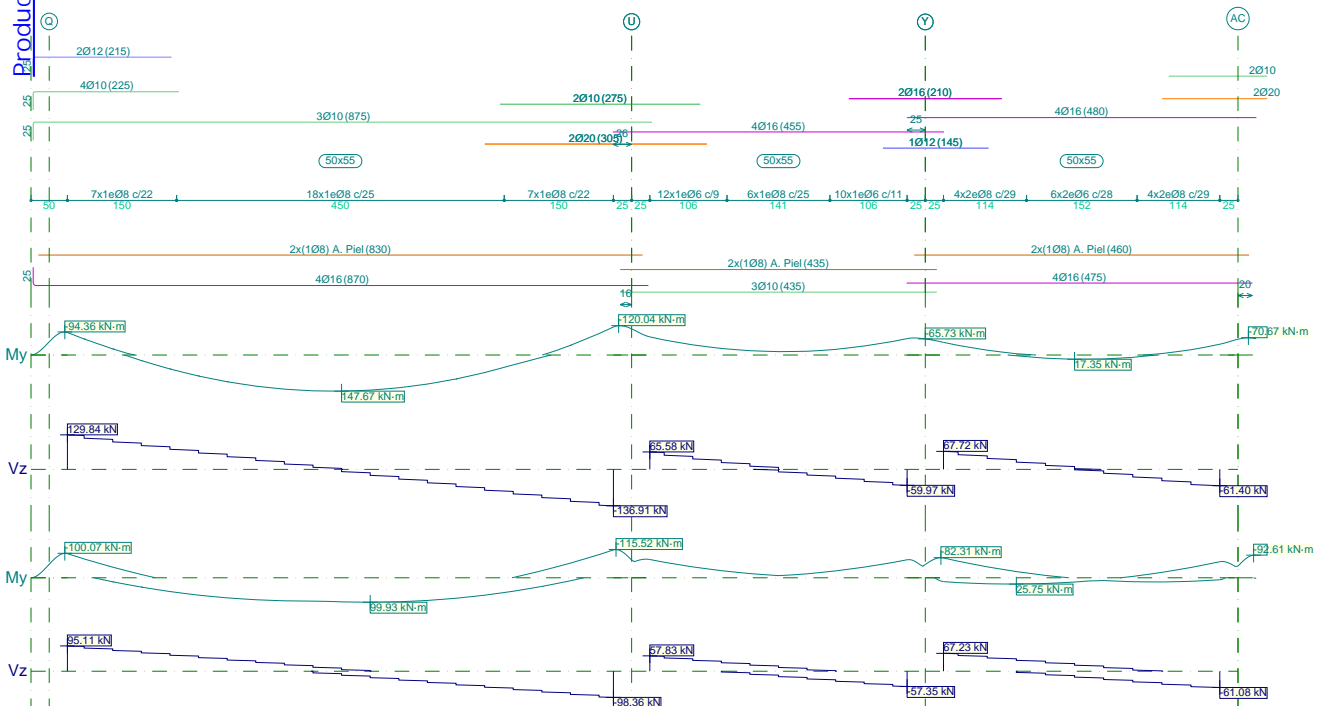 Produc
Q U Y AC
25 2Ø12 (215) 2Ø10
25 4Ø10 (225) 2Ø10 (275) 2Ø16 (210) 2Ø20
25 3Ø10 (875) 4Ø16 (455) 25 4Ø16 (480)
2Ø20 (305) 26 1Ø12 (145)
50x55 50x55 50x55
7x1eØ8 c/22 18x1eØ8 c/25 7x1eØ8 c/22 12x1eØ6 c/9 6x1eØ8 c/25 10x1eØ6 c/11 4x2eØ8 c/29 6x2eØ6 c/28 4x2eØ8 c/29
50 150 450 150 25 25 106 141 106 25 25 114 152 114 25
2x(1Ø8) A. Piel (830) 2x(1Ø8) A. Piel (460)
2x(1Ø8) A. Piel (435)
25 4Ø16 (870) 3Ø10 (435) 4Ø16 (475)
16 20
My -94.36 kN·m -120.04 kN·m -65.73 kN·m -70.67 kN·m
147.67 kN·m 17.35 kN·m
Vz 129.84 kN 65.58 kN 67.72 kN
-136.91 kN -59.97 kN -61.40 kN
My -100.07 kN·m -115.52 kN·m -82.31 kN·m -92.61 kN·m
99.93 kN·m 25.75 kN·m
Vz 95.11 kN 57.83 kN 67.23 kN
-98.36 kN -57.35 kN -61.08 kN